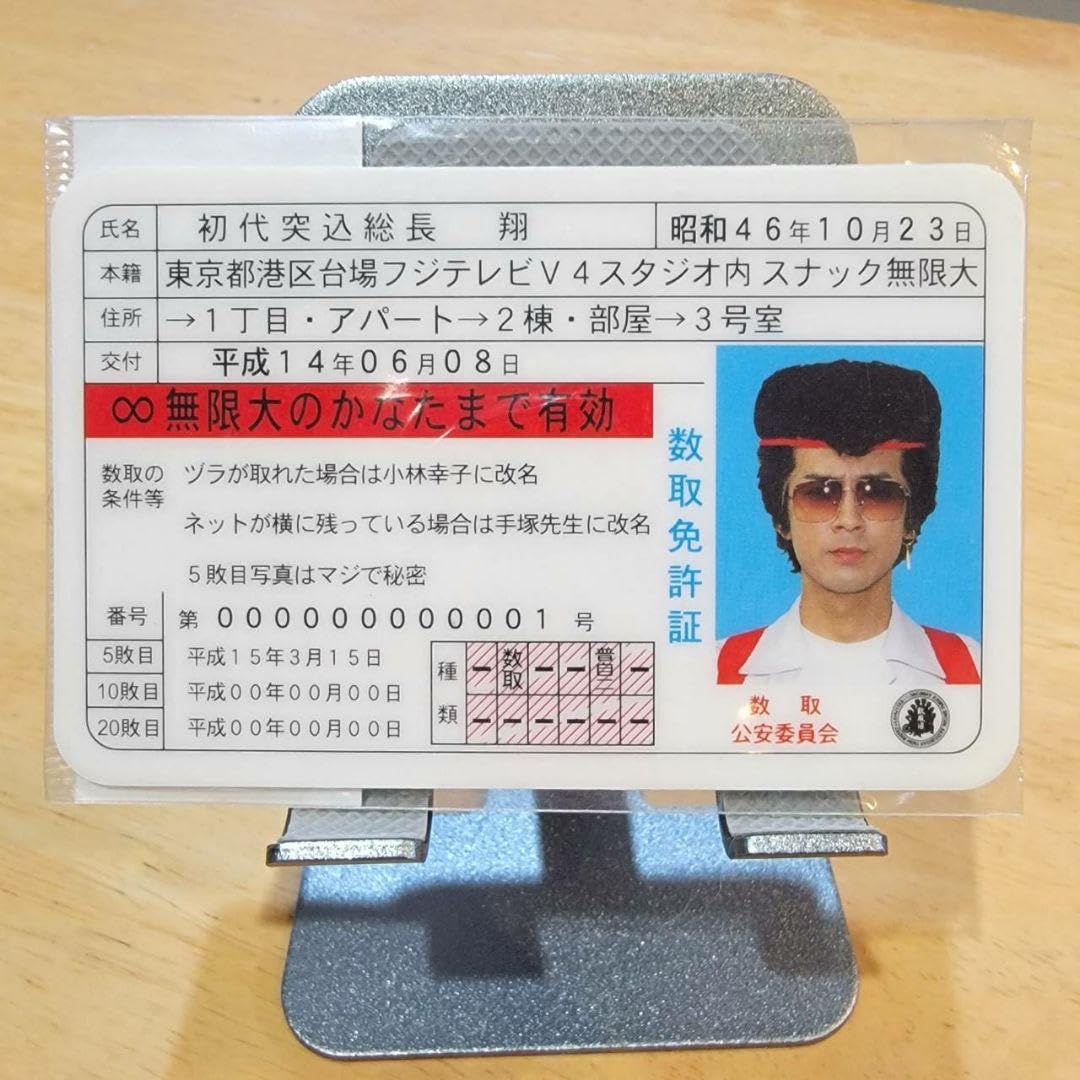 氏名 初代突込総長 翔 昭和46年10月23日
本籍 東京都港区台場フジテレビV4スタジオ内 スナック無限大
住所 →1丁目・アパート→2棟・部屋→3号室
交付 平成14年06月08日
∞無限大のかなたまで有効
数取免許証
数取の
条件等
ヅラが取れた場合は小林幸子に改名
ネットが横に残っている場合は手塚先生に改名
5敗目写真はマジで秘密
番号 第 0000000000001 号
5敗目 平成15年3月15日
10敗目 平成00年00月00日
20敗目 平成00年00月00日
種類
数取
数取
公安委員会